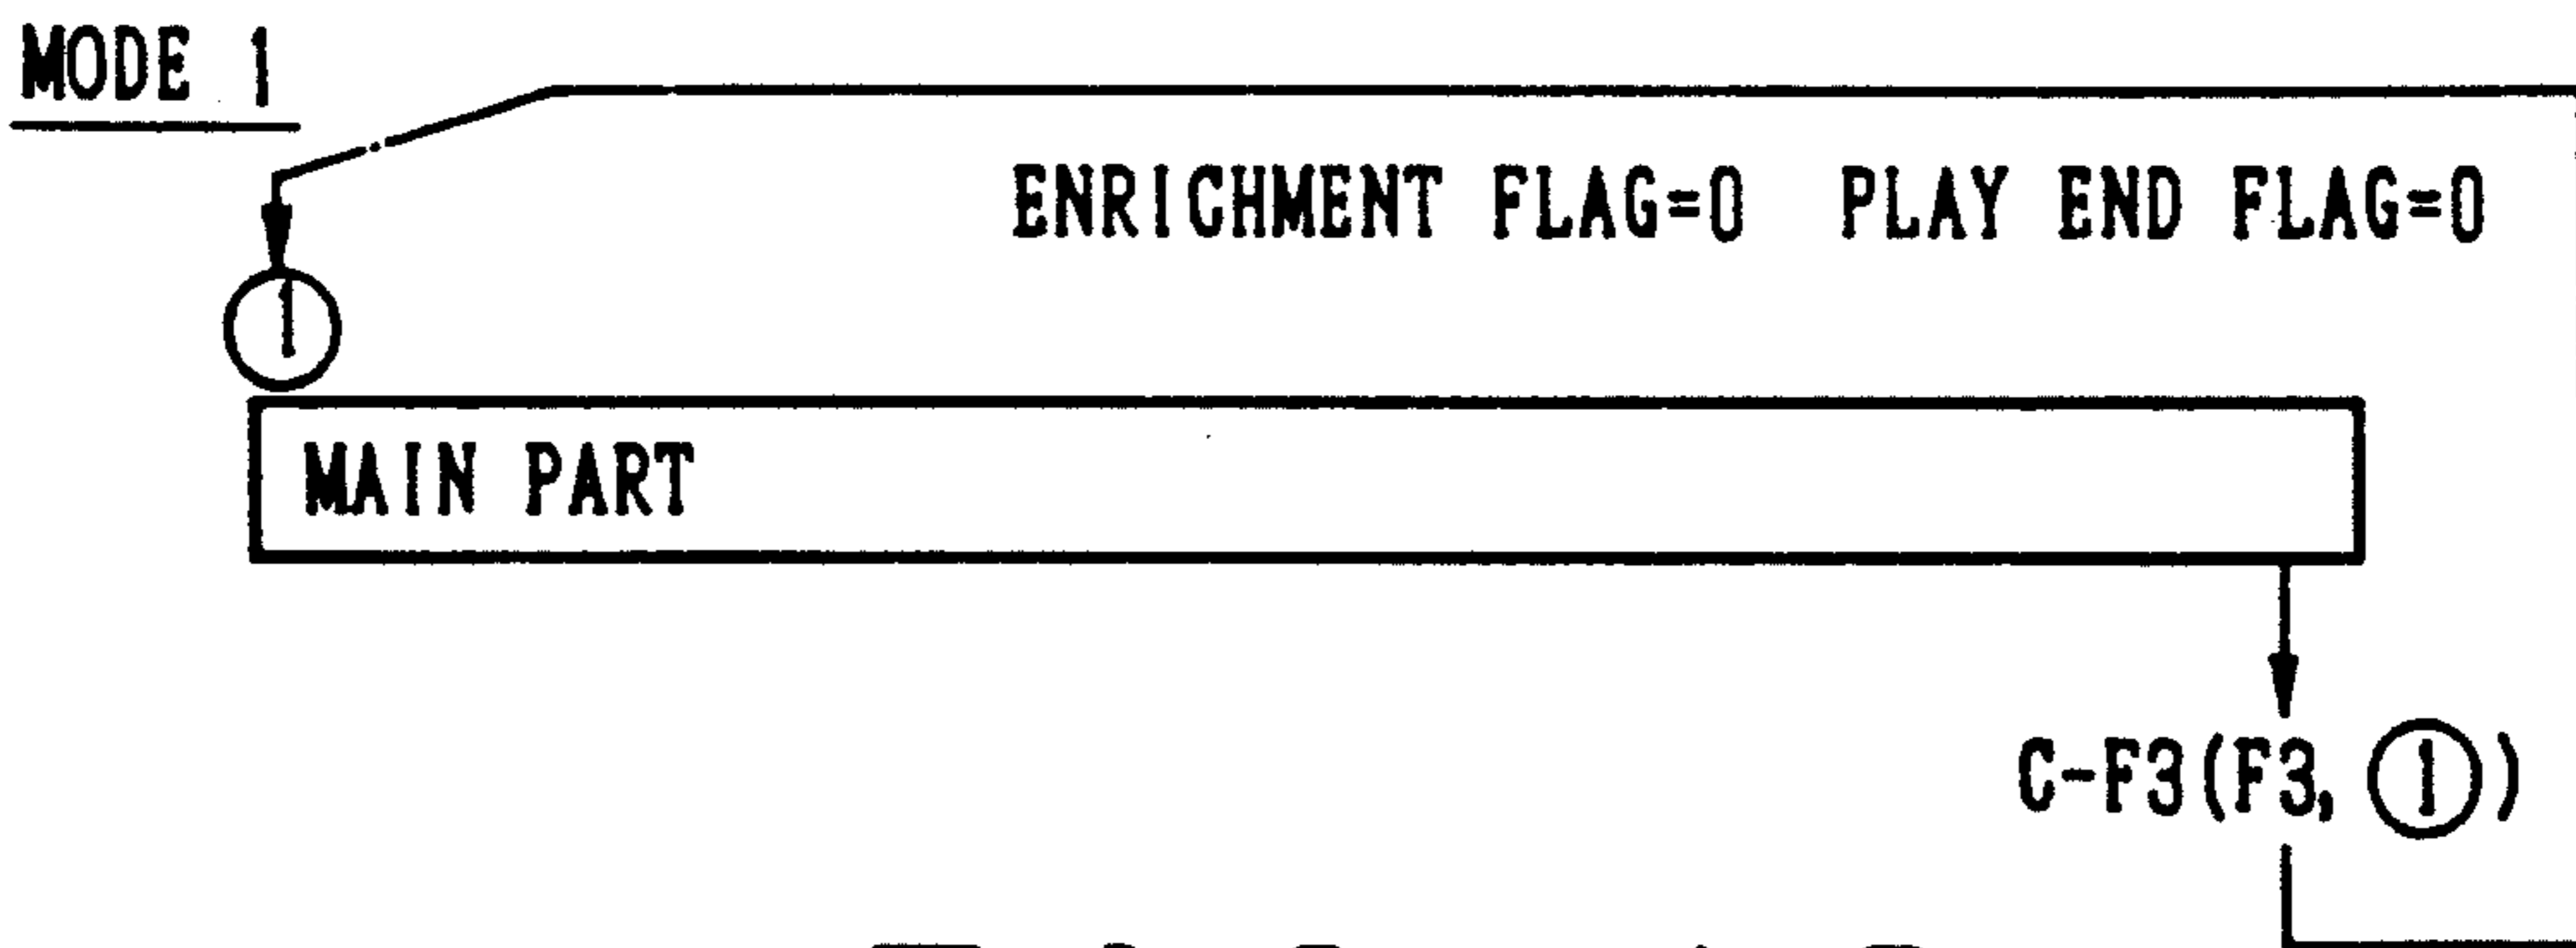 MODE 1
ENRICHMENT FLAG=0 PLAY END FLAG=0
①
MAIN PART
C-F3(F3, ①)